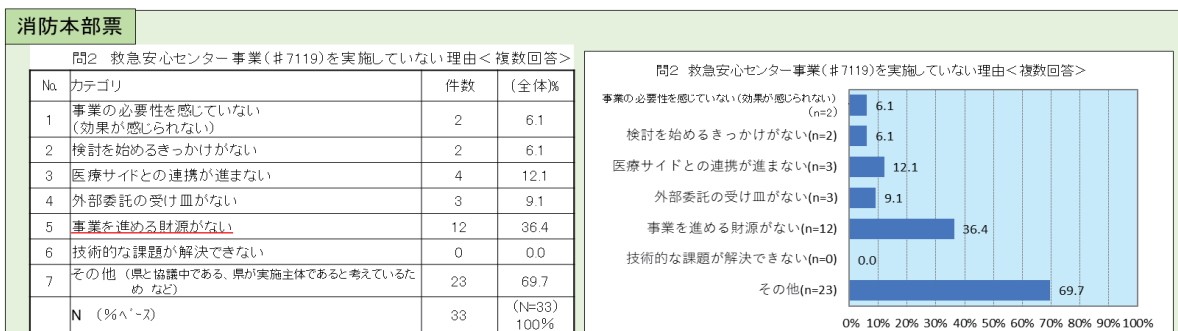 消防本部票
問2 救急安心センター事業(♯7119)を実施していない理由<複数回答>
No. カテゴリ 件数 (全体)%
1 事業の必要性を感じていない
(効果が感じられない) 2 6.1
2 検討を始めるきっかけがない 2 6.1
3 医療サイドとの連携が進まない 4 12.1
4 外部委託の受け皿がない 3 9.1
5 事業を進める財源がない 12 36.4
6 技術的な課題が解決できない 0 0.0
7 その他 (県と協議中である、県が実施主体であると考えているた
め など) 23 69.7
N (%ベース) 33 (N=33)
100%
問2 救急安心センター事業(♯7119)を実施していない理由<複数回答>
事業の必要性を感じていない(効果が感じられない)
(n=2) 6.1
検討を始めるきっかけがない(n=2) 6.1
医療サイドとの連携が進まない(n=3) 12.1
外部委託の受け皿がない(n=3) 9.1
事業を進める財源がない(n=12) 36.4
技術的な課題が解決できない(n=0) 0.0
その他(n=23) 69.7
0% 10% 20% 30% 40% 50% 60% 70% 80% 90% 100%